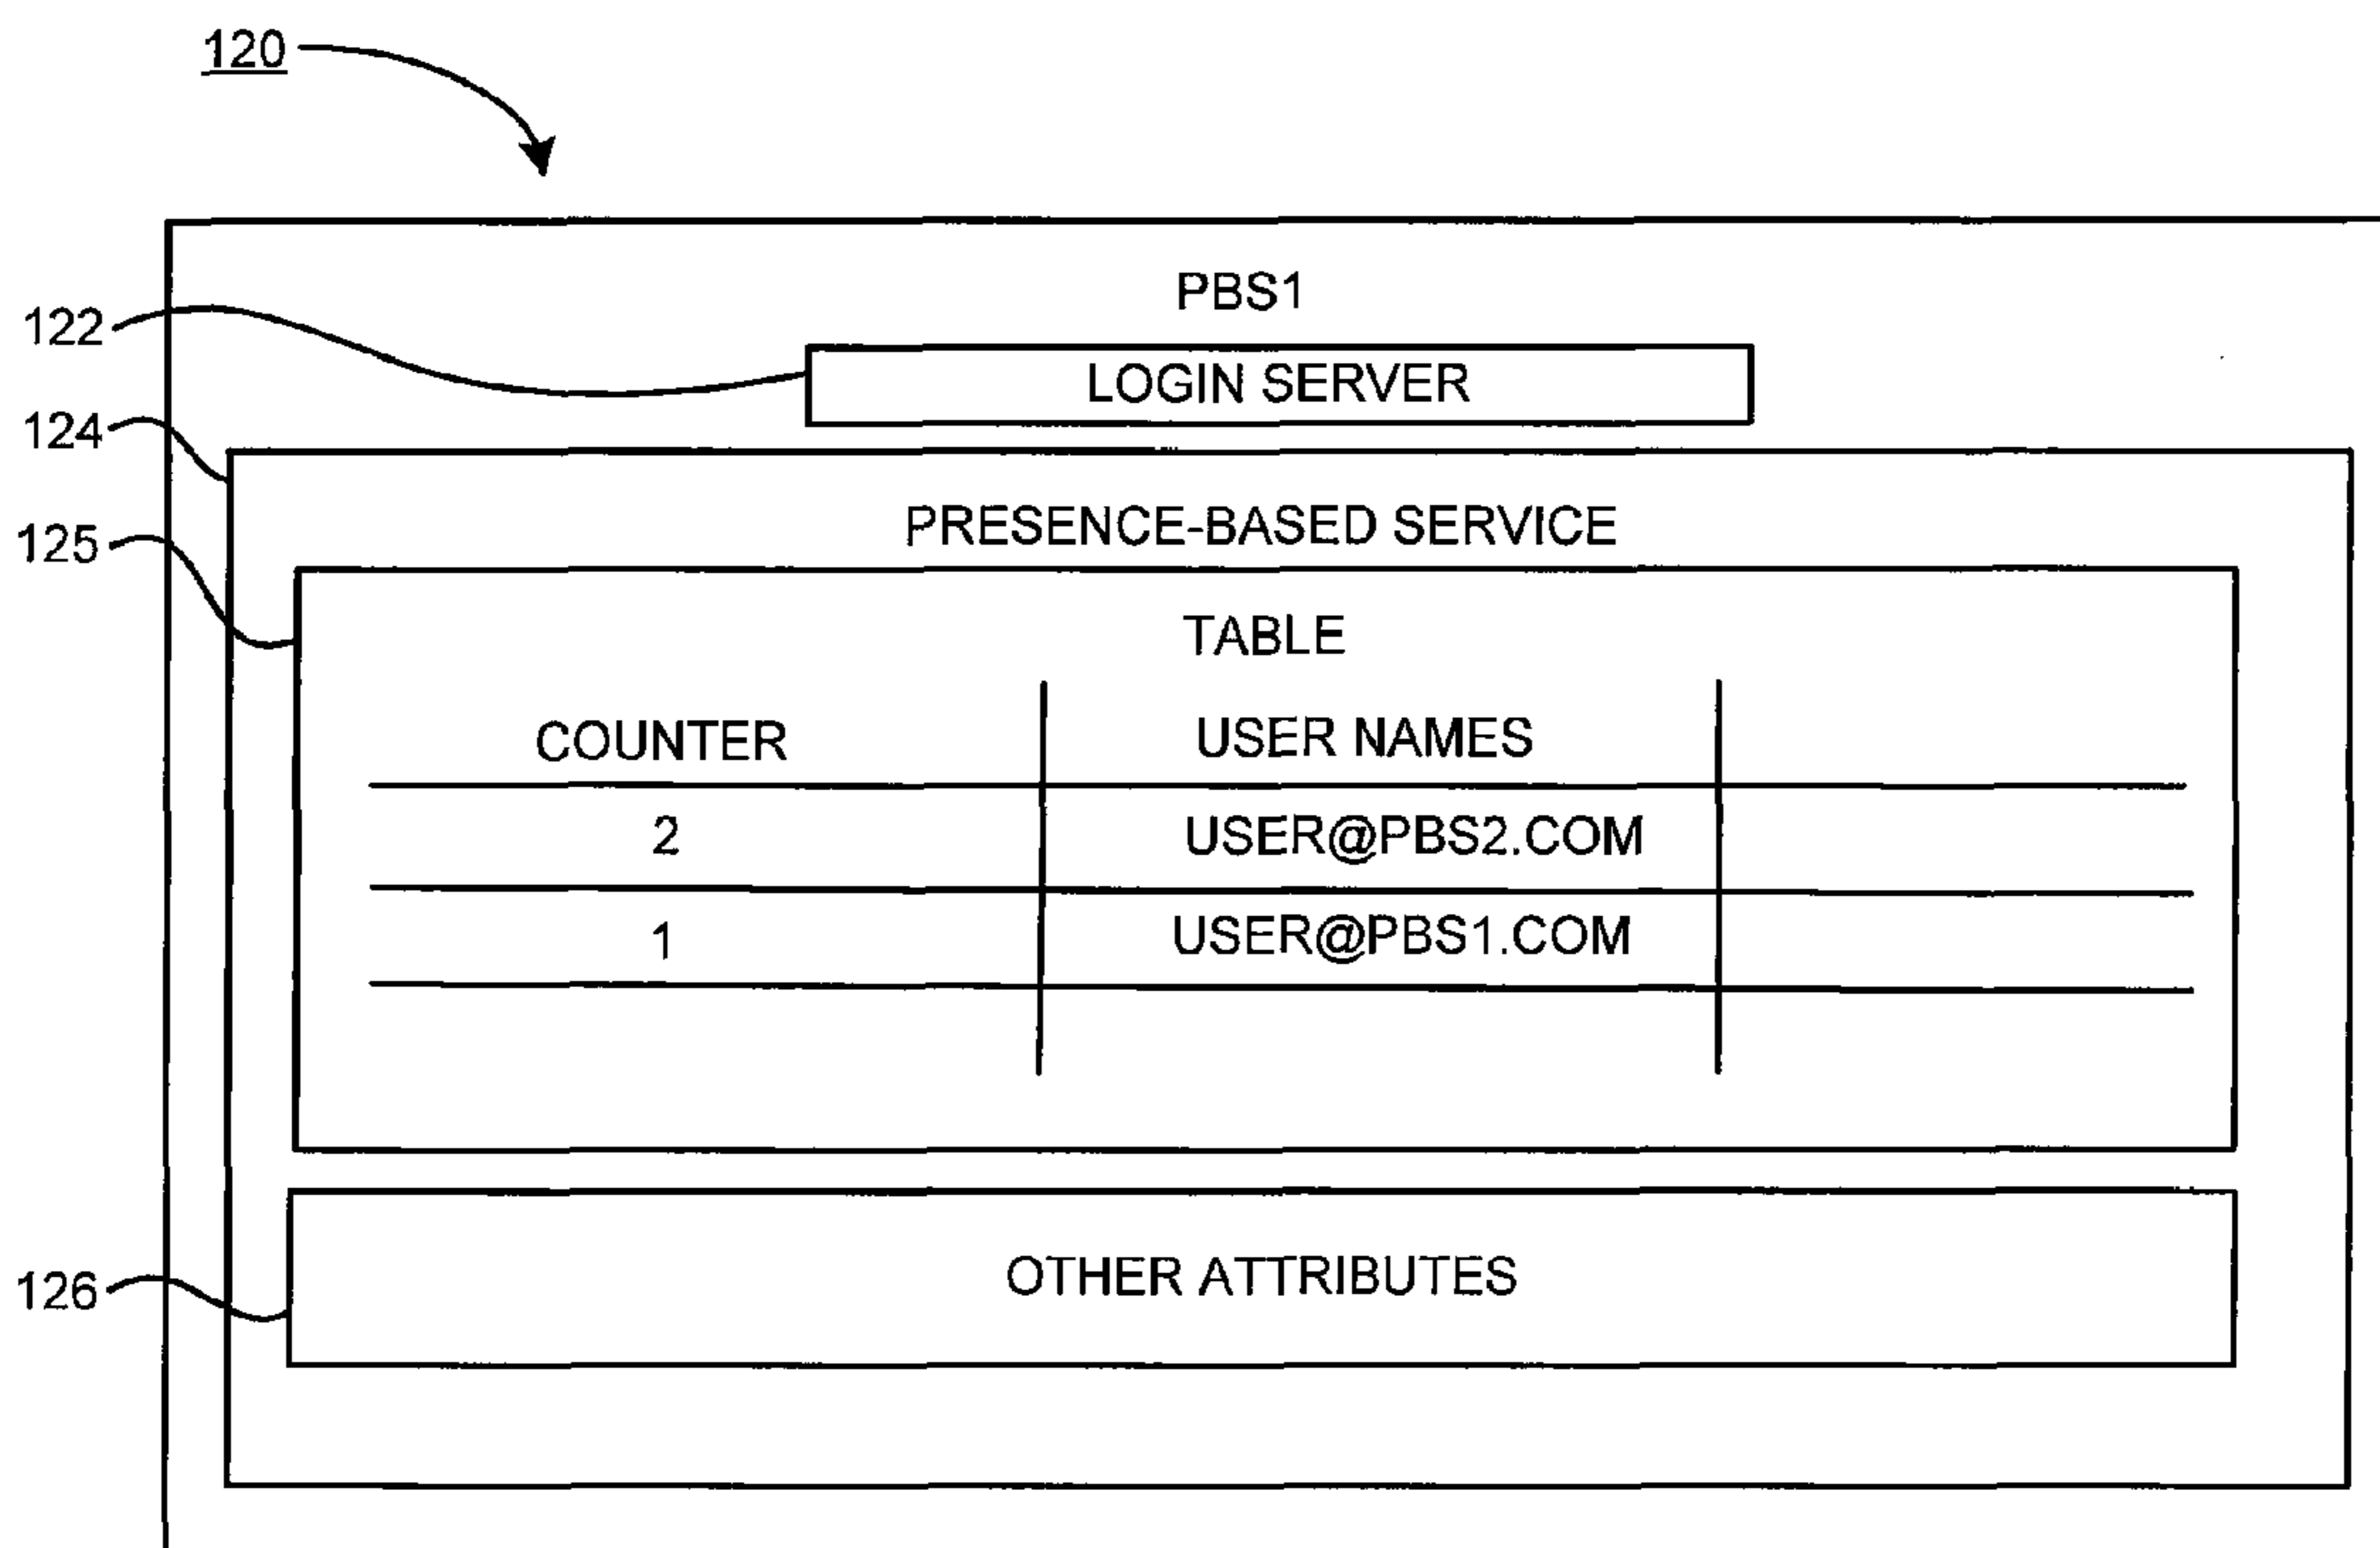 120
PBS1
122
LOGIN SERVER
124
PRESENCE-BASED SERVICE
125
TABLE
COUNTER USER NAMES
2 USER@PBS2.COM
1 USER@PBS1.COM
126
OTHER ATTRIBUTES